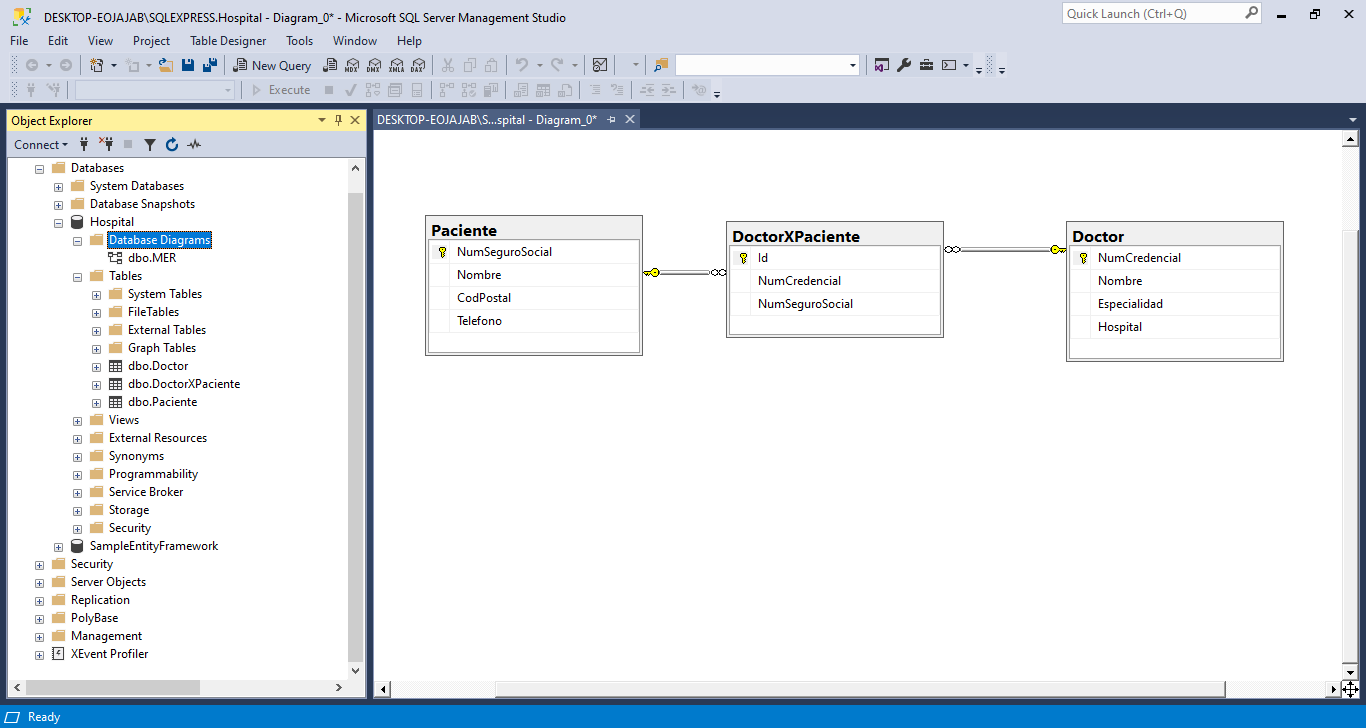 DESKTOP-EOJAJAB\SQLEXPRESS.Hospital - Diagram_0* - Microsoft SQL Server Management Studio
Quick Launch (Ctrl+Q)
File Edit View Project Table Designer Tools Window Help
New Query MDX DMX XMLA DAX
Execute
Object Explorer
DESKTOP-EOJAJAB\S...spital - Diagram_0*
Connect
Databases
System Databases
Database Snapshots
Hospital
Database Diagrams
dbo.MER
Tables
System Tables
FileTables
External Tables
Graph Tables
dbo.Doctor
dbo.DoctorXPaciente
dbo.Paciente
Views
External Resources
Synonyms
Programmability
Service Broker
Storage
Security
SampleEntityFramework
Security
Server Objects
Replication
PolyBase
Management
XEvent Profiler
Paciente
NumSeguroSocial
Nombre
CodPostal
Telefono
DoctorXPaciente
Id
NumCredencial
NumSeguroSocial
Doctor
NumCredencial
Nombre
Especialidad
Hospital
Ready